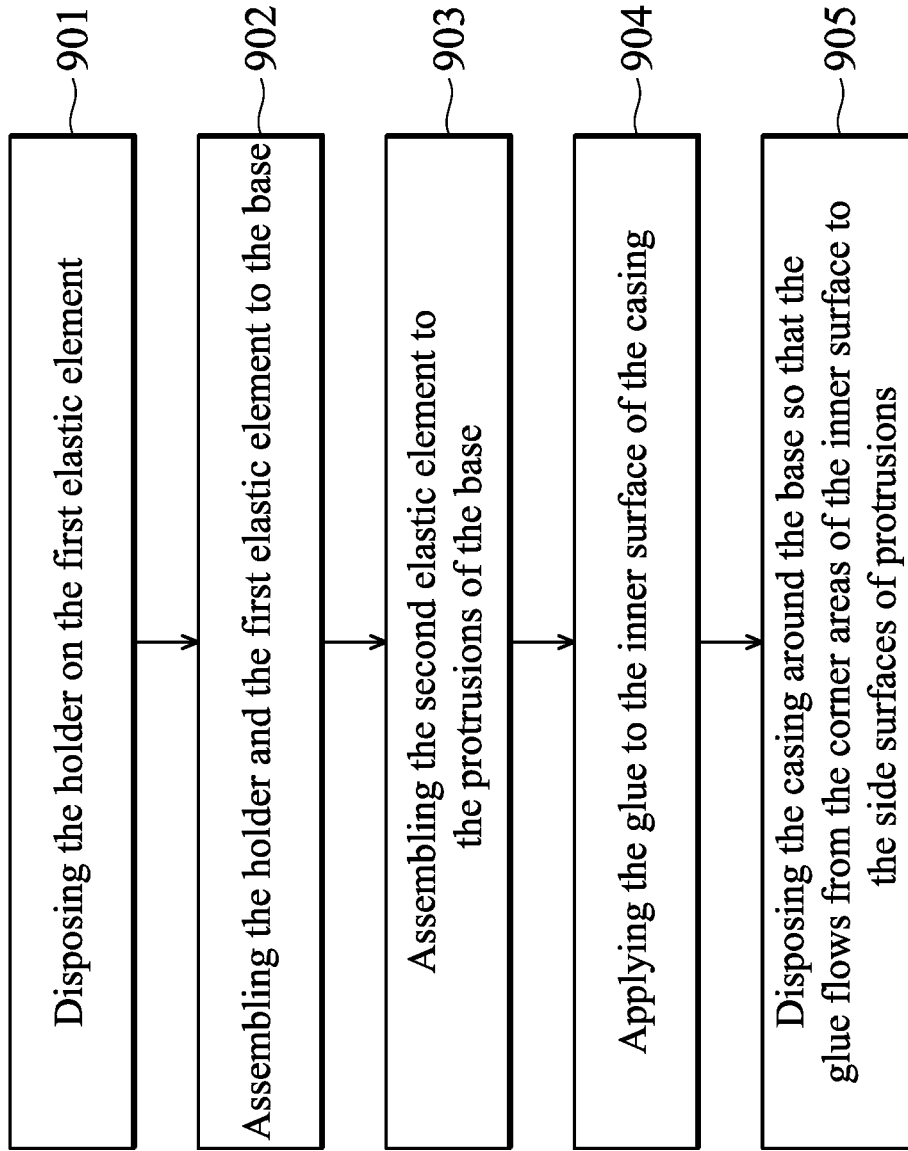 Disposing the holder on the first elastic element
901
Assembling the holder and the first elastic element to the base
902
Assembling the second elastic element to
the protrusions of the base
903
Applying the glue to the inner surface of the casing
904
Disposing the casing around the base so that the
glue flows from the corner areas of the inner surface to
the side surfaces of protrusions
905